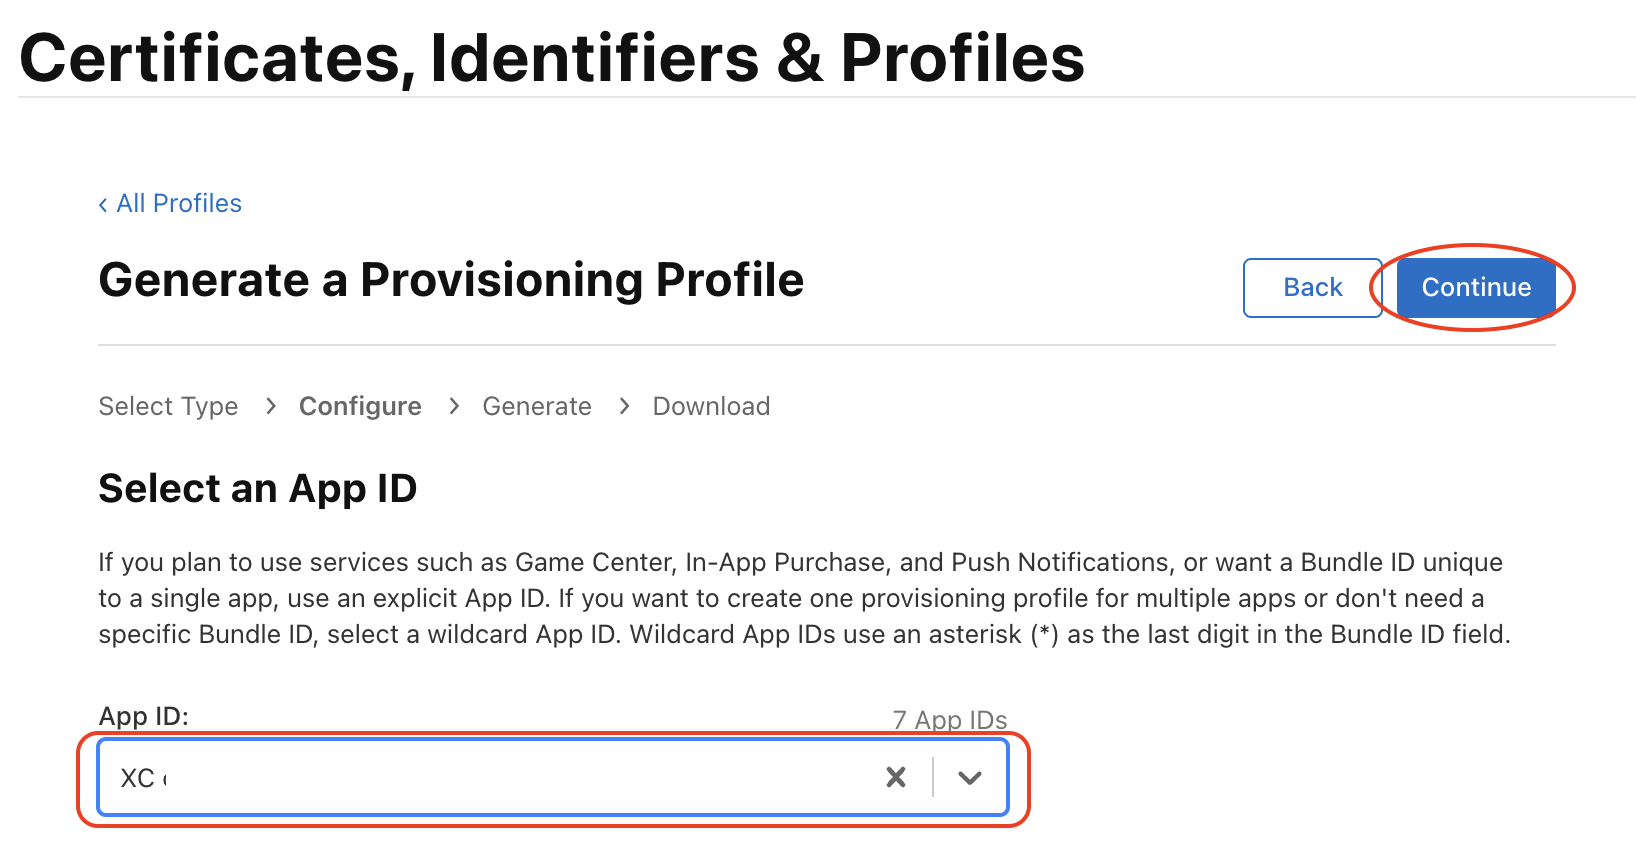 Certificates, Identifiers & Profiles
‹ All Profiles
Generate a Provisioning Profile
Back
Continue
Select Type > Configure > Generate > Download
Select an App ID
If you plan to use services such as Game Center, In-App Purchase, and Push Notifications, or want a Bundle ID unique
to a single app, use an explicit App ID. If you want to create one provisioning profile for multiple apps or don't need a
specific Bundle ID, select a wildcard App ID. Wildcard App IDs use an asterisk (*) as the last digit in the Bundle ID field.
App ID:
7 App IDs
XC